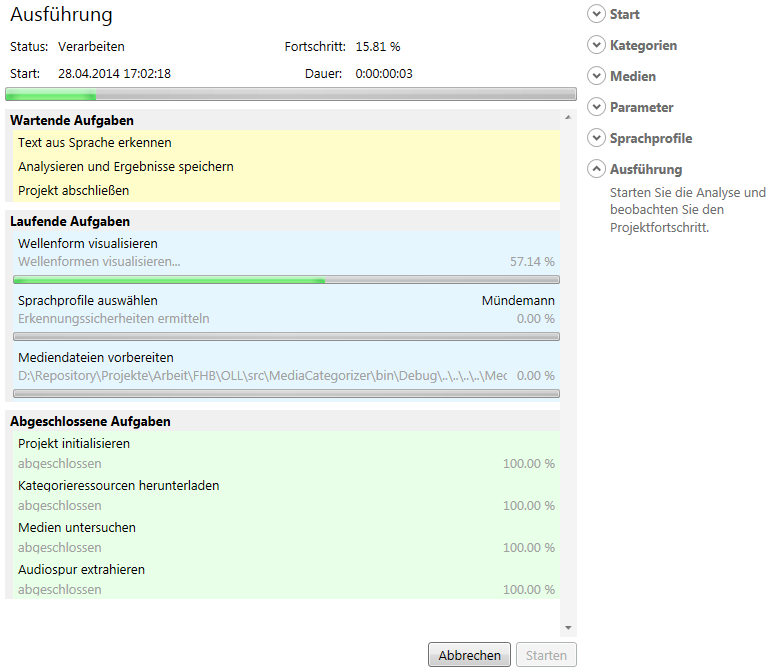 Ausführung
Status: Verarbeiten Fortschritt: 15.81 %
Start: 28.04.2014 17:02:18 Dauer: 0:00:00:03
Wartende Aufgaben
Text aus Sprache erkennen
Analysieren und Ergebnisse speichern
Projekt abschließen
Laufende Aufgaben
Wellenform visualisieren
Wellenformen visualisieren... 57.14 %
Sprachprofile auswählen Mündemann
Erkennungssicherheiten ermitteln 0.00 %
Mediendateien vorbereiten
D:\Repository\Projekte\Arbeit\FHB\OLL\src\MediaCategorizer\bin\Debug\..\..\..\..\Mec 0.00 %
Abgeschlossene Aufgaben
Projekt initialisieren
abgeschlossen 100.00 %
Kategorieressourcen herunterladen
abgeschlossen 100.00 %
Medien untersuchen
abgeschlossen 100.00 %
Audiospur extrahieren
abgeschlossen 100.00 %
Abbrechen Starten
Start
Kategorien
Medien
Parameter
Sprachprofile
Ausführung
Starten Sie die Analyse und
beobachten Sie den
Projektfortschritt.